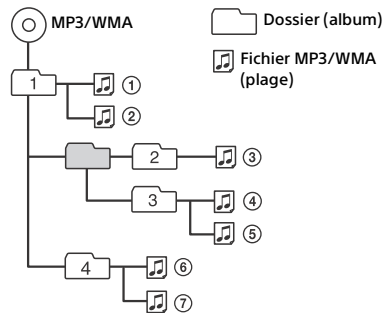 MP3/WMA
Dossier (album)
Fichier MP3/WMA
(plage)
1
①
②
2
③
3
④
⑤
4
⑥
⑦